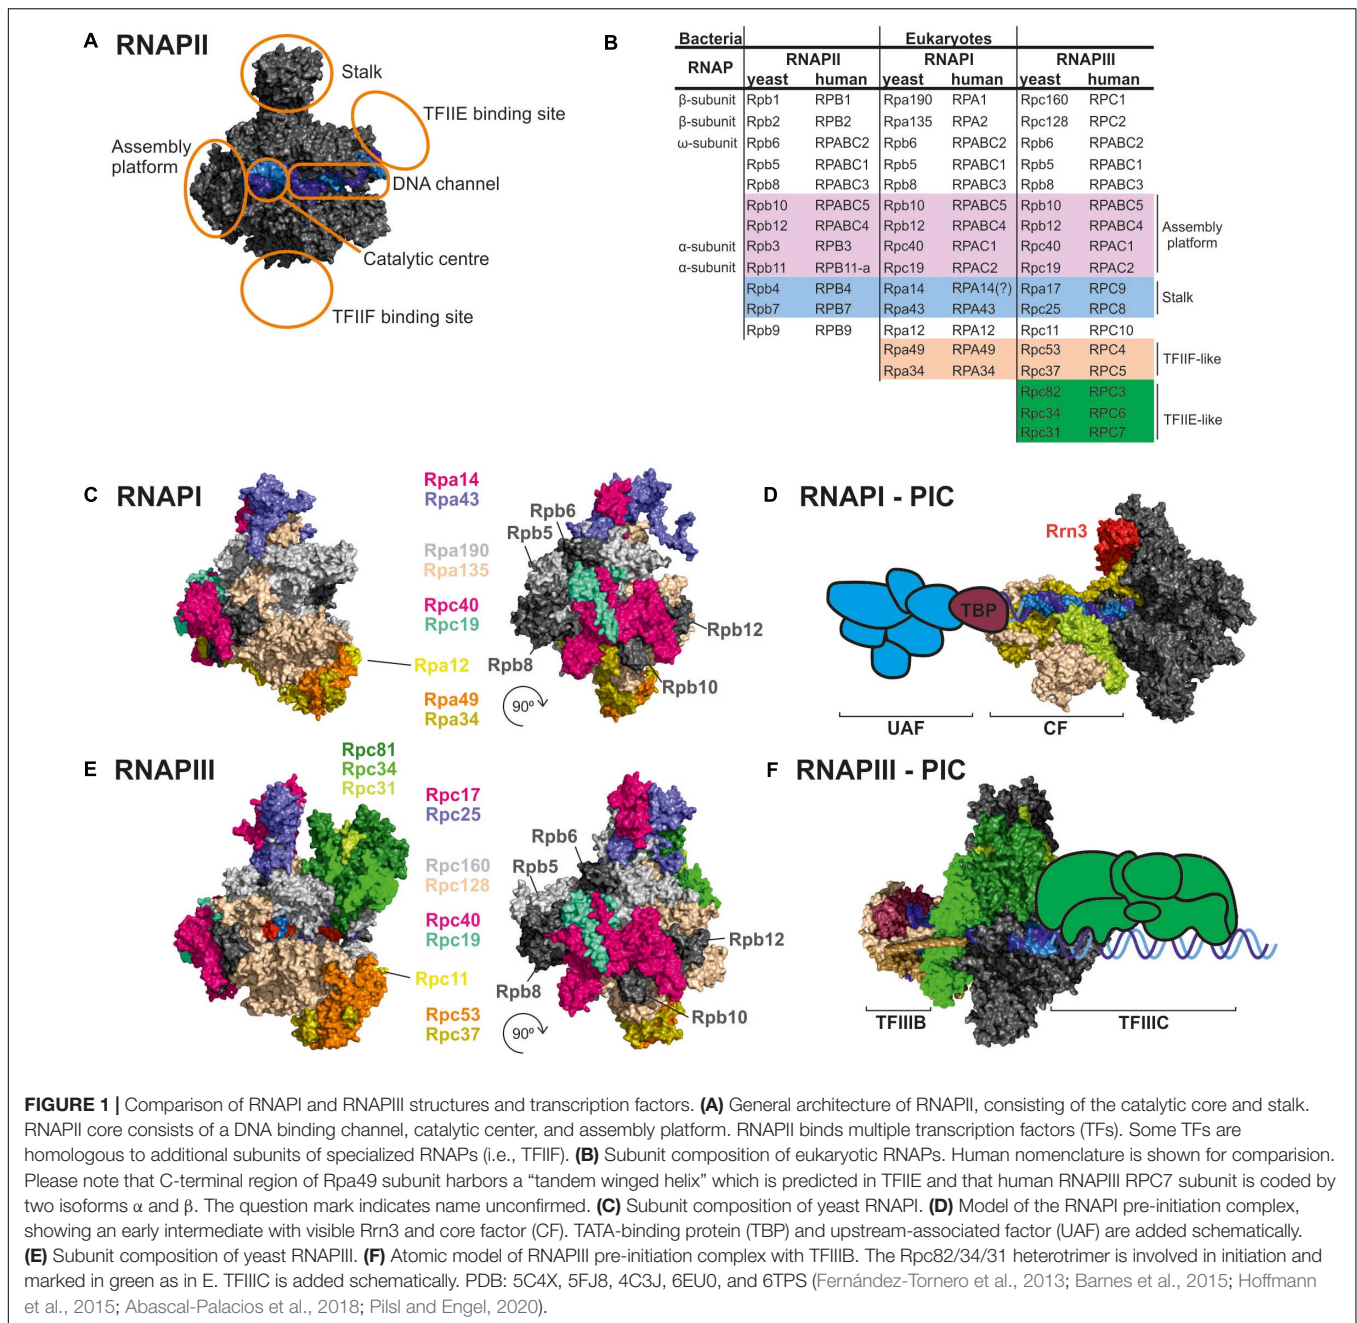 A RNAPII
Stalk
TFIIE binding site
Assembly
platform
DNA channel
Catalytic centre
TFIIF binding site
B
Bacteria Eukaryotes
RNAP RNAPII RNAPI RNAPIII
yeast human yeast human yeast human
β-subunit Rpb1 RPB1 Rpa190 RPA1 Rpc160 RPC1
β-subunit Rpb2 RPB2 Rpa135 RPA2 Rpc128 RPC2
ω-subunit Rpb6 RPABC2 Rpb6 RPABC2 Rpb6 RPABC2
Rpb5 RPABC1 Rpb5 RPABC1 Rpb5 RPABC1
Rpb8 RPABC3 Rpb8 RPABC3 Rpb8 RPABC3
Rpb10 RPABC5 Rpb10 RPABC5 Rpb10 RPABC5
Rpb12 RPABC4 Rpb12 RPABC4 Rpb12 RPABC4
α-subunit Rpb3 RPB3 Rpc40 RPAC1 Rpc40 RPAC1
α-subunit Rpb11 RPB11-a Rpc19 RPAC2 Rpc19 RPAC2
Assembly
platform
Rpb4 RPB4 Rpa14 RPA14(?) Rpa17 RPC9
Rpb7 RPB7 Rpa43 RPA43 Rpc25 RPC8
Stalk
Rpb9 RPB9 Rpa12 RPA12 Rpc11 RPC10
Rpa49 RPA49 Rpc53 RPC4
Rpa34 RPA34 Rpc37 RPC5
TFIIF-like
Rpc82 RPC3
Rpc34 RPC6
Rpc31 RPC7
TFIIE-like
C RNAPI
Rpa14
Rpa43
Rpa190
Rpa135
Rpc40
Rpc19
Rpa12
Rpa49
Rpa34
90º
Rpb6
Rpb5
Rpb12
Rpb8
Rpb10
D RNAPI - PIC
Rrn3
TBP
UAF
CF
E RNAPIII
Rpc81
Rpc34
Rpc31
Rpc17
Rpc25
Rpc160
Rpc128
Rpc40
Rpc19
Rpc11
Rpc53
Rpc37
90º
Rpb6
Rpb5
Rpb12
Rpb8
Rpb10
F RNAPIII - PIC
TFIIIB
TFIIIC
FIGURE 1 | Comparison of RNAPI and RNAPIII structures and transcription factors. (A) General architecture of RNAPII, consisting of the catalytic core and stalk.
RNAPII core consists of a DNA binding channel, catalytic center, and assembly platform. RNAPII binds multiple transcription factors (TFs). Some TFs are
homologous to additional subunits of specialized RNAPs (i.e., TFIIF). (B) Subunit composition of eukaryotic RNAPs. Human nomenclature is shown for comparision.
Please note that C-terminal region of Rpa49 subunit harbors a “tandem winged helix” which is predicted in TFIIE and that human RNAPIII RPC7 subunit is coded by
two isoforms α and β. The question mark indicates name unconfirmed. (C) Subunit composition of yeast RNAPI. (D) Model of the RNAPI pre-initiation complex,
showing an early intermediate with visible Rrn3 and core factor (CF). TATA-binding protein (TBP) and upstream-associated factor (UAF) are added schematically.
(E) Subunit composition of yeast RNAPIII. (F) Atomic model of RNAPIII pre-initiation complex with TFIIIB. The Rpc82/34/31 heterotrimer is involved in initiation and
marked in green as in E. TFIIIC is added schematically. PDB: 5C4X, 5FJ8, 4C3J, 6EU0, and 6TPS (Fernández-Tornero et al., 2013; Barnes et al., 2015; Hoffmann
et al., 2015; Abascal-Palacios et al., 2018; Pilsl and Engel, 2020).